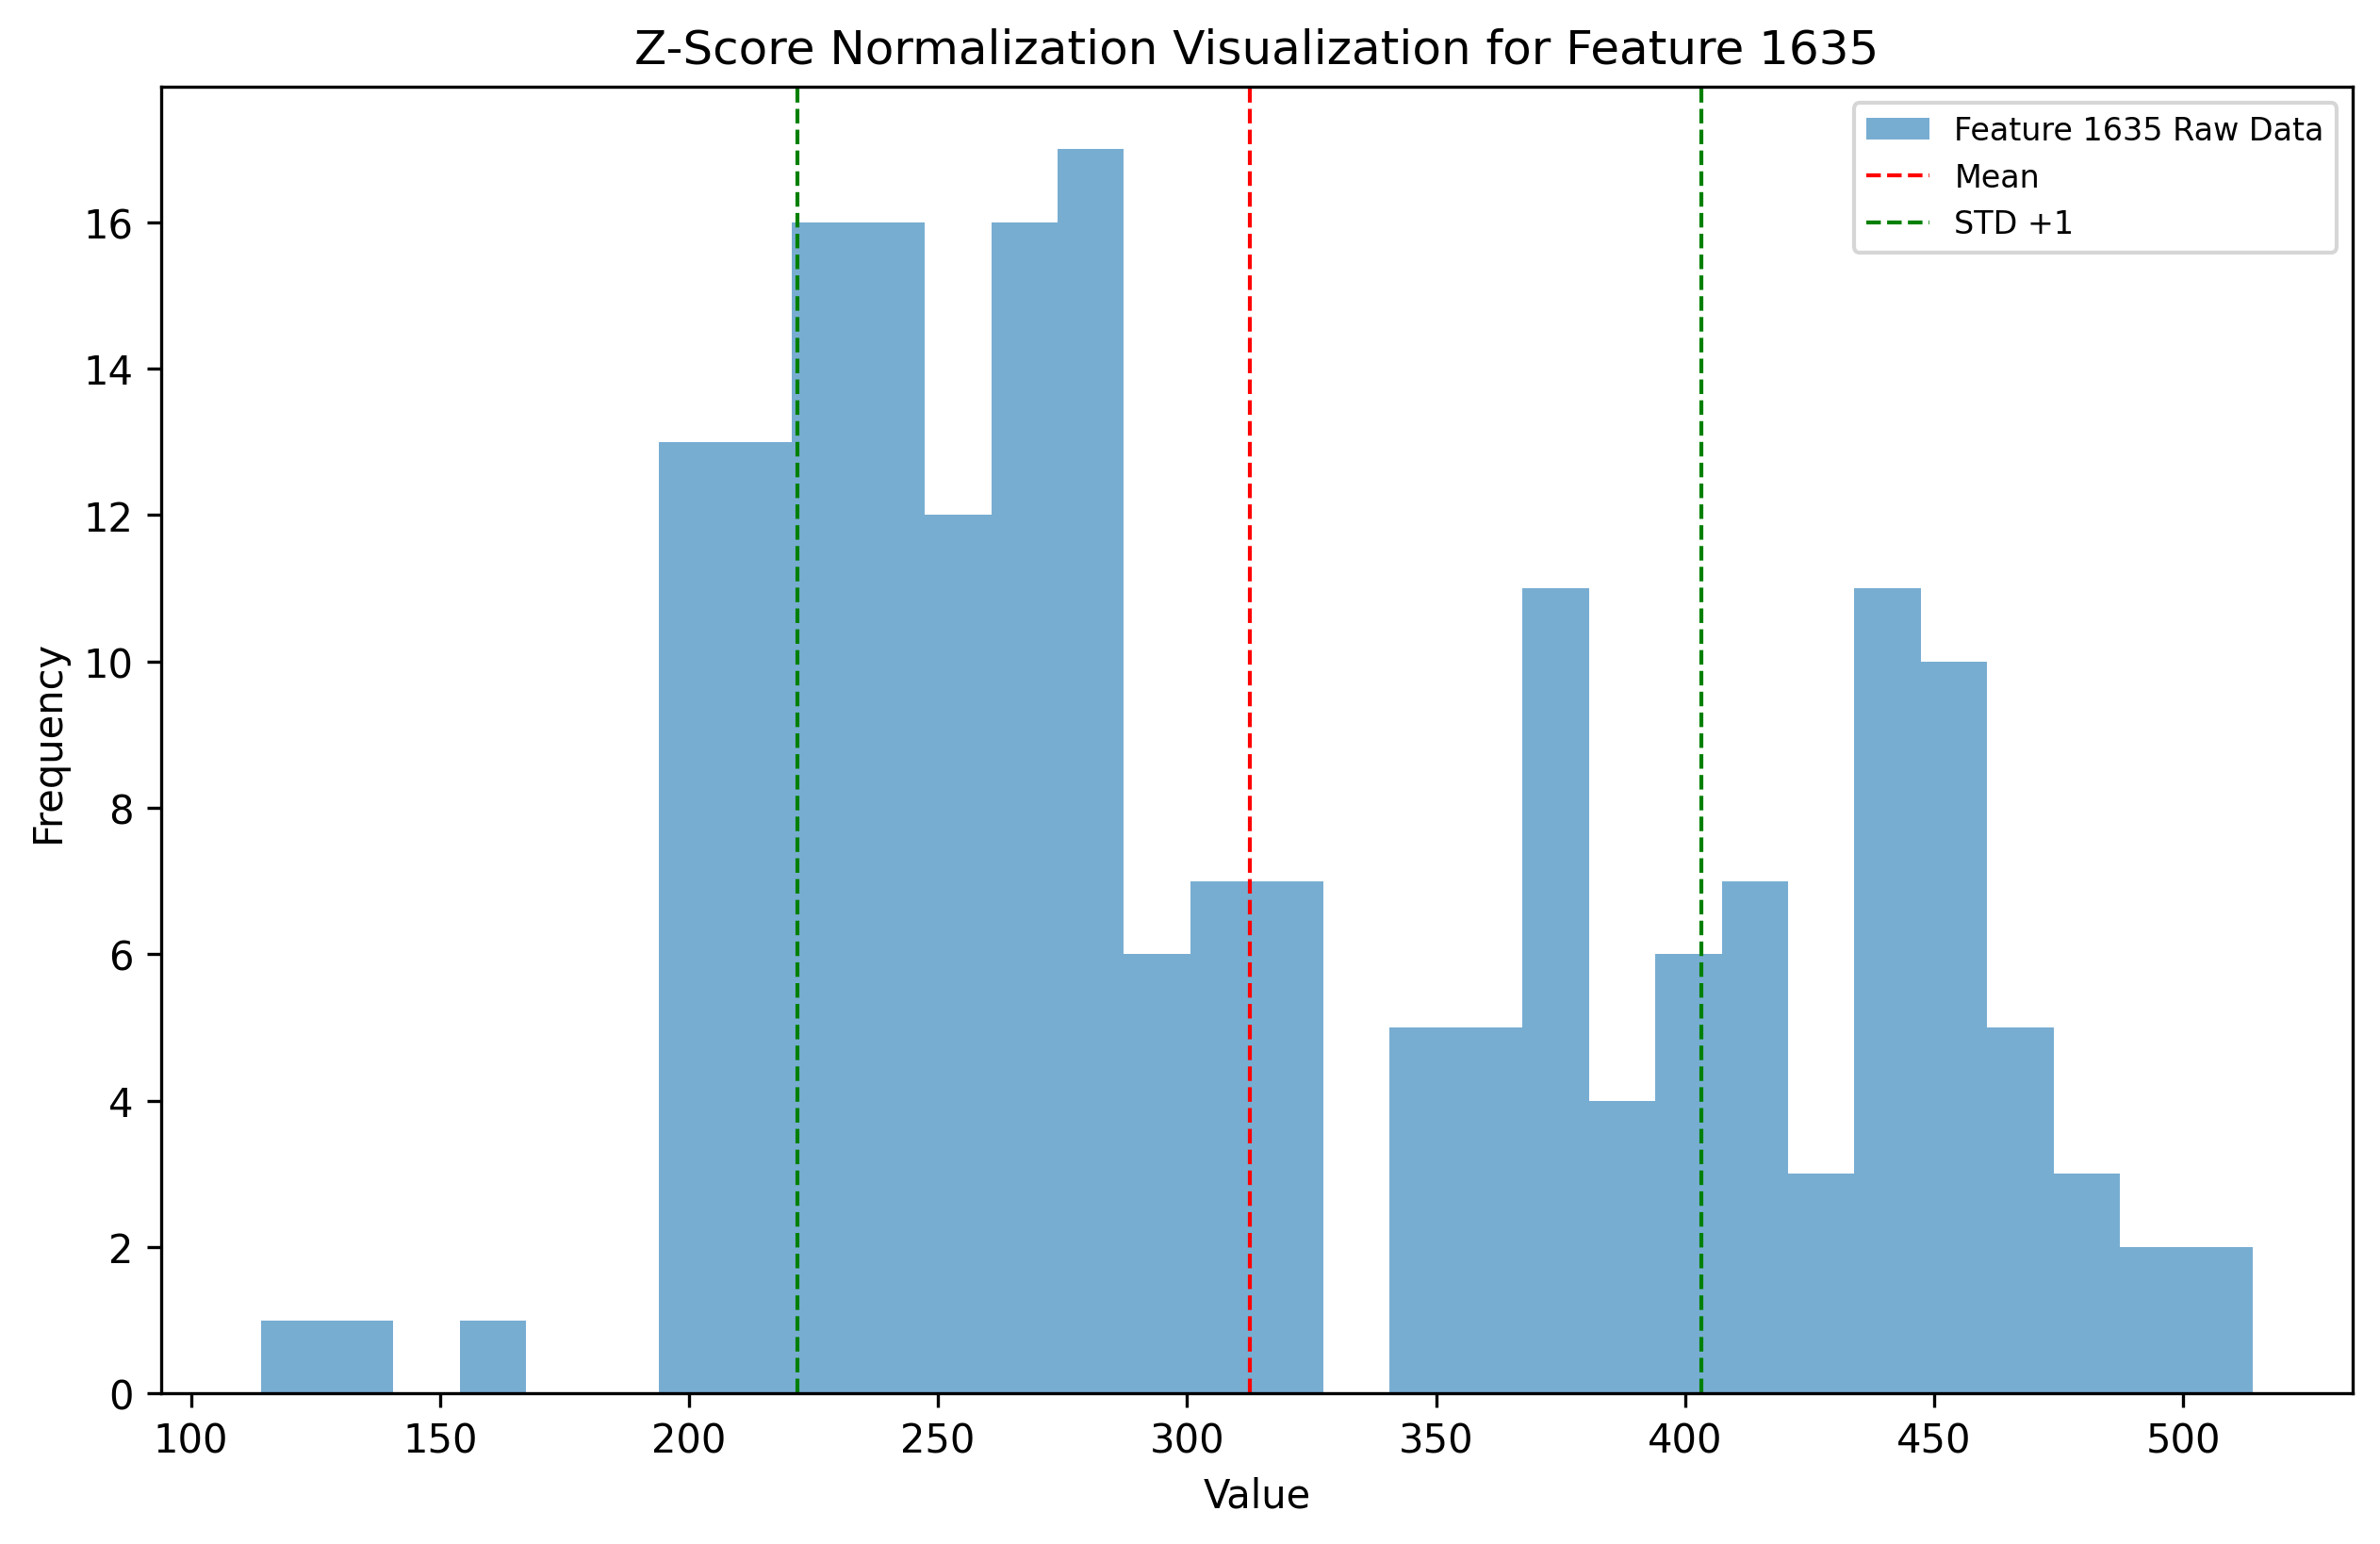 Z-Score Normalization Visualization for Feature 1635
Feature 1635 Raw Data
Mean
STD +1
16
14
12
10
8
6
4
2
0
Frequency
100 150 200 250 300 350 400 450 500
Value